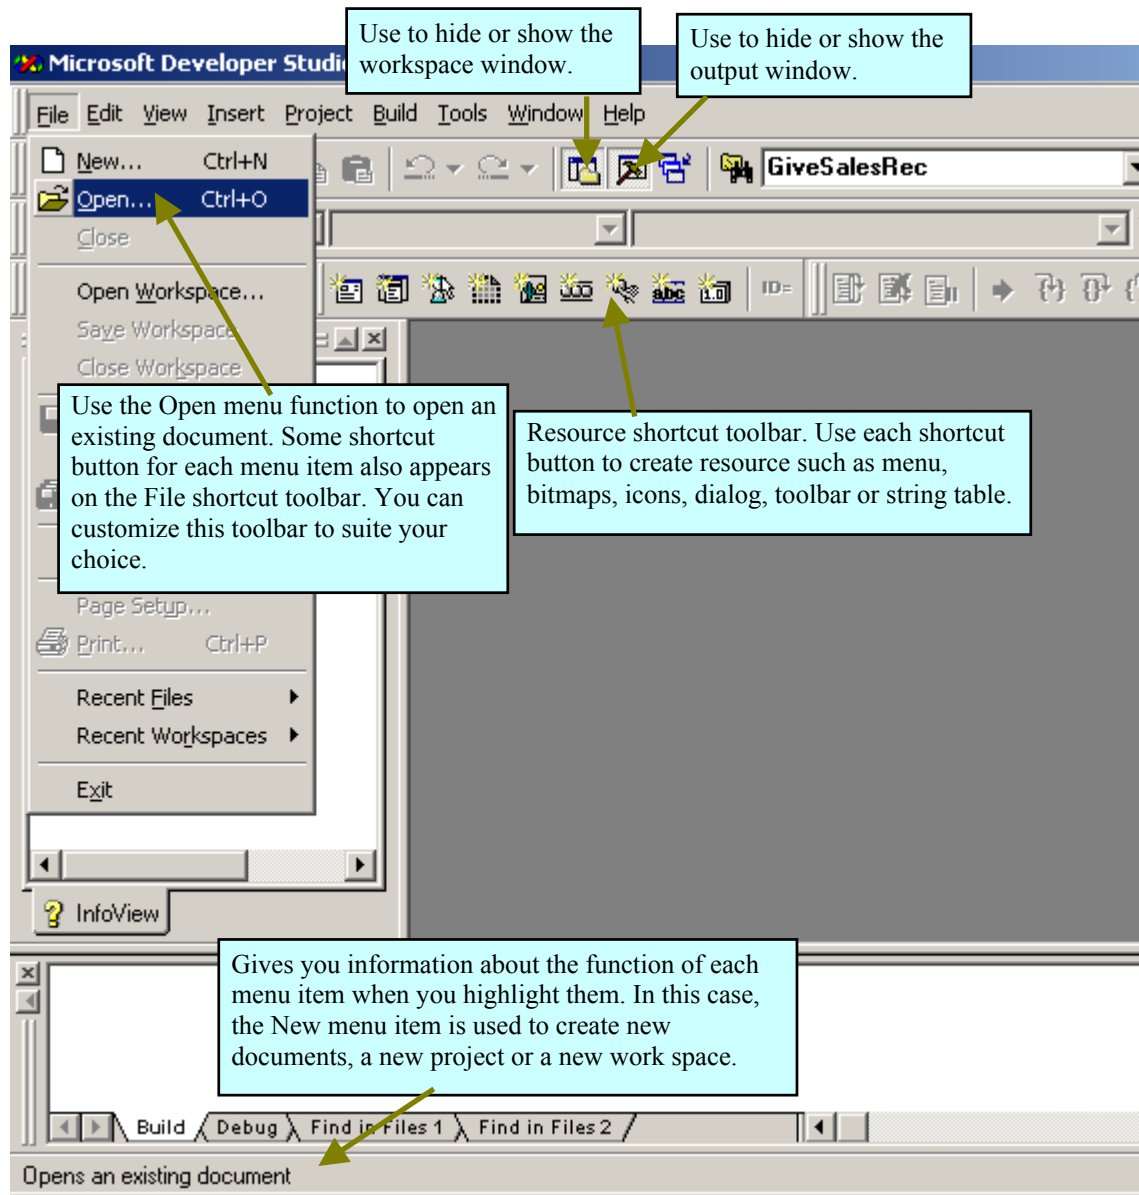 Use to hide or show the
workspace window.
Use to hide or show the
output window.
Microsoft Developer Studi
File Edit View Insert Project Build Tools Window Help
New... Ctrl+N
GiveSalesRec
Open... Ctrl+O
Close
Open Workspace...
abc
1.0
ID=
Save Workspace
Close Workspace
Use the Open menu function to open an
existing document. Some shortcut
button for each menu item also appears
on the File shortcut toolbar. You can
customize this toolbar to suite your
choice.
Resource shortcut toolbar. Use each shortcut
button to create resource such as menu,
bitmaps, icons, dialog, toolbar or string table.
Page Setup...
Print... Ctrl+P
Recent Files
Recent Workspaces
Exit
InfoView
Gives you information about the function of each
menu item when you highlight them. In this case,
the New menu item is used to create new
documents, a new project or a new work space.
Build Debug Find in Files 1 Find in Files 2
Opens an existing document